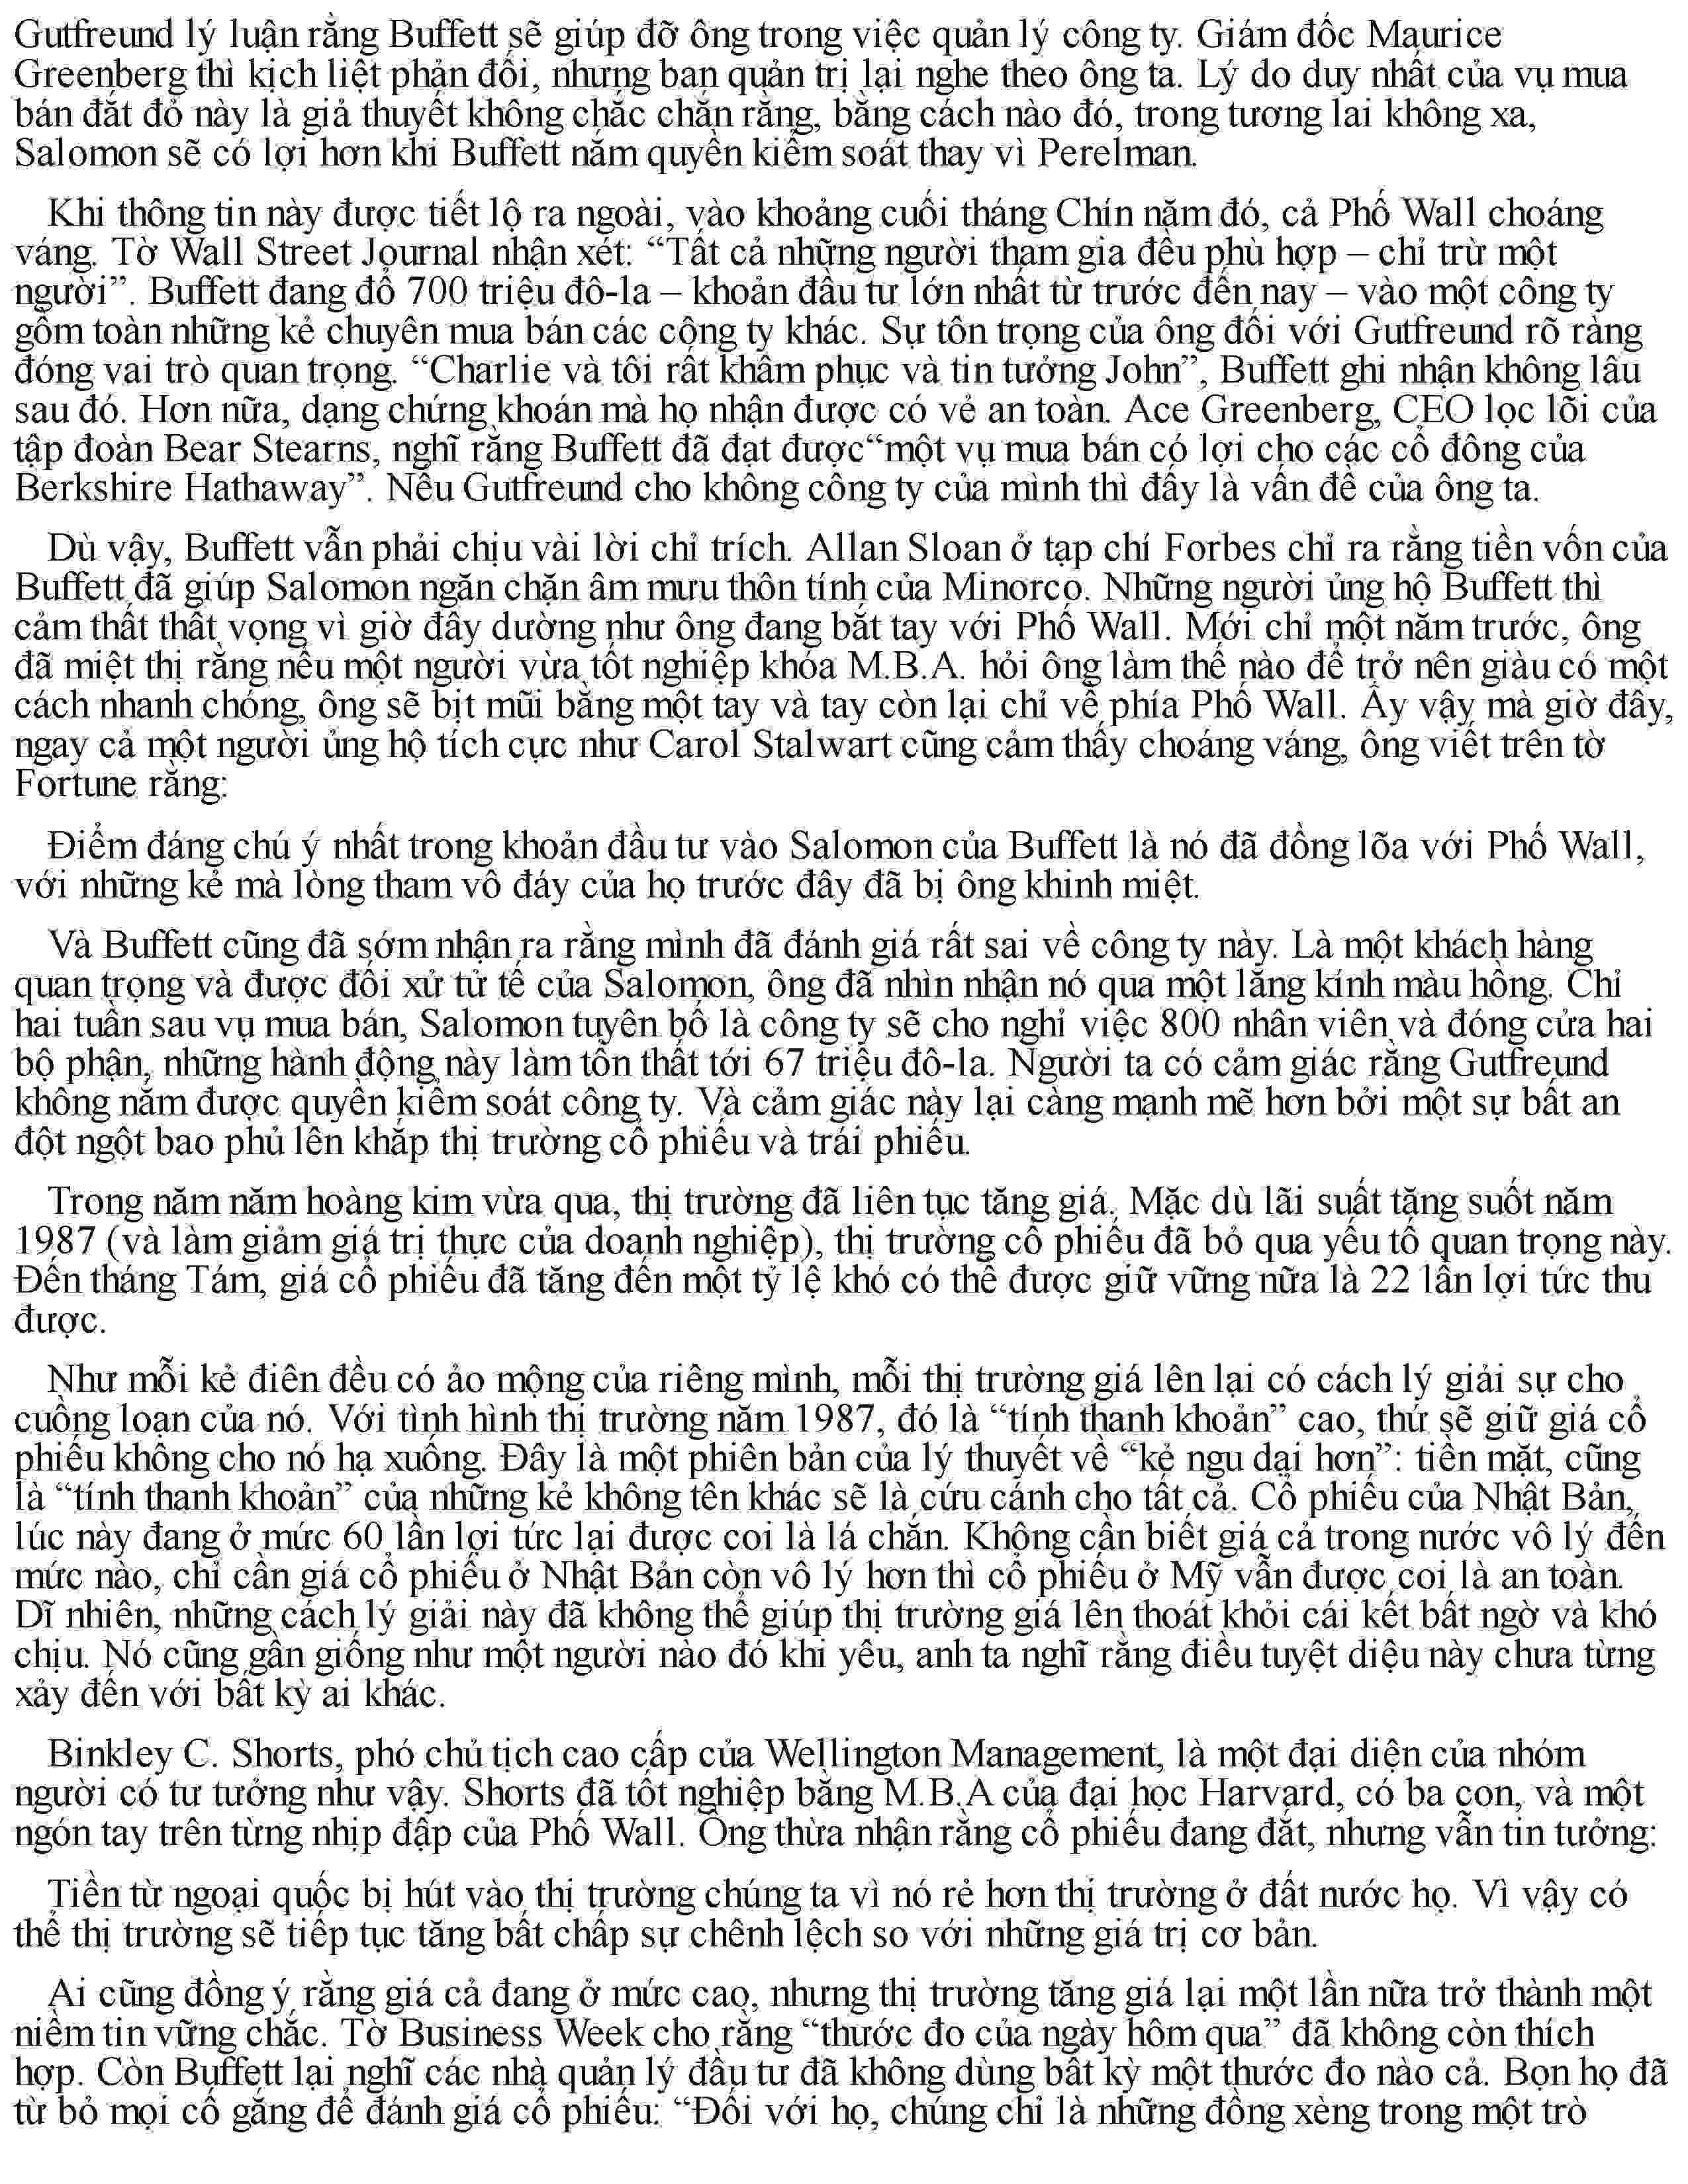 Gutfreund lý luận rằng Buffett sẽ giúp đỡ ông trong việc quản lý công ty. Giám đốc Maurice
Greenberg thì kịch liệt phản đối, nhưng ban quản trị lại nghe theo ông ta. Lý do duy nhất của vụ mua
bán đắt đỏ này là giả thuyết không chắc chắn rằng, bằng cách nào đó, trong tương lai không xa,
Salomon sẽ có lợi hơn khi Buffett nắm quyền kiểm soát thay vì Perelman.
Khi thông tin này được tiết lộ ra ngoài, vào khoảng cuối tháng Chín năm đó, cả Phố Wall choáng
váng. Tờ Wall Street Journal nhận xét: “Tất cả những người tham gia đều phù hợp – chỉ trừ một
người”. Buffett đang đổ 700 triệu đô-la – khoản đầu tư lớn nhất từ trước đến nay – vào một công ty
gồm toàn những kẻ chuyên mua bán các công ty khác. Sự tôn trọng của ông đối với Gutfreund rõ ràng
đóng vai trò quan trọng. “Charlie và tôi rất khâm phục và tin tưởng John”, Buffett ghi nhận không lâu
sau đó. Hơn nữa, dạng chứng khoán mà họ nhận được có vẻ an toàn. Ace Greenberg, CEO lọc lõi của
tập đoàn Bear Stearns, nghĩ rằng Buffett đã đạt được“một vụ mua bán có lợi cho các cổ đông của
Berkshire Hathaway”. Nếu Gutfreund cho không công ty của mình thì đấy là vấn đề của ông ta.
Dù vậy, Buffett vẫn phải chịu vài lời chỉ trích. Allan Sloan ở tạp chí Forbes chỉ ra rằng tiền vốn của
Buffett đã giúp Salomon ngăn chặn âm mưu thôn tính của Minorco. Những người ủng hộ Buffett thì
cảm thất thất vọng vì giờ đây dường như ông đang bắt tay với Phố Wall. Mới chỉ một năm trước, ông
đã miệt thị rằng nếu một người vừa tốt nghiệp khóa M.B.A. hỏi ông làm thế nào để trở nên giàu có một
cách nhanh chóng, ông sẽ bịt mũi bằng một tay và tay còn lại chỉ về phía Phố Wall. Ấy vậy mà giờ đây,
ngay cả một người ủng hộ tích cực như Carol Stalwart cũng cảm thấy choáng váng, ông viết trên tờ
Fortune rằng:
Điểm đáng chú ý nhất trong khoản đầu tư vào Salomon của Buffett là nó đã đồng lõa với Phố Wall,
với những kẻ mà lòng tham vô đáy của họ trước đây đã bị ông khinh miệt.
Và Buffett cũng đã sớm nhận ra rằng mình đã đánh giá rất sai về công ty này. Là một khách hàng
quan trọng và được đối xử tử tế của Salomon, ông đã nhìn nhận nó qua một lăng kính màu hồng. Chỉ
hai tuần sau vụ mua bán, Salomon tuyên bố là công ty sẽ cho nghỉ việc 800 nhân viên và đóng cửa hai
bộ phận, những hành động này làm tổn thất tới 67 triệu đô-la. Người ta có cảm giác rằng Gutfreund
không nắm được quyền kiểm soát công ty. Và cảm giác này lại càng mạnh mẽ hơn bởi một sự bất an
đột ngột bao phủ lên khắp thị trường cổ phiếu và trái phiếu.
Trong năm năm hoàng kim vừa qua, thị trường đã liên tục tăng giá. Mặc dù lãi suất tăng suốt năm
1987 (và làm giảm giá trị thực của doanh nghiệp), thị trường cổ phiếu đã bỏ qua yếu tố quan trọng này.
Đến tháng Tám, giá cổ phiếu đã tăng đến một tỷ lệ khó có thể được giữ vững nữa là 22 lần lợi tức thu
được.
Như mỗi kẻ điên đều có ảo mộng của riêng mình, mỗi thị trường giá lên lại có cách lý giải sự cho
cuồng loạn của nó. Với tình hình thị trường năm 1987, đó là “tính thanh khoản” cao, thứ sẽ giữ giá cổ
phiếu không cho nó hạ xuống. Đây là một phiên bản của lý thuyết về “kẻ ngu dại hơn”: tiền mặt, cũng
là “tính thanh khoản” của những kẻ không tên khác sẽ là cứu cánh cho tất cả. Cổ phiếu của Nhật Bản,
lúc này đang ở mức 60 lần lợi tức lại được coi là lá chắn. Không cần biết giá cả trong nước vô lý đến
mức nào, chỉ cần giá cổ phiếu ở Nhật Bản còn vô lý hơn thì cổ phiếu ở Mỹ vẫn được coi là an toàn.
Dĩ nhiên, những cách lý giải này đã không thể giúp thị trường giá lên thoát khỏi cái kết bất ngờ và khó
chịu. Nó cũng gần giống như một người nào đó khi yêu, anh ta nghĩ rằng điều tuyệt diệu này chưa từng
xảy đến với bất kỳ ai khác.
Binkley C. Shorts, phó chủ tịch cao cấp của Wellington Management, là một đại diện của nhóm
người có tư tưởng như vậy. Shorts đã tốt nghiệp bằng M.B.A của đại học Harvard, có ba con, và một
ngón tay trên từng nhịp đập của Phố Wall. Ông thừa nhận rằng cổ phiếu đang đắt, nhưng vẫn tin tưởng:
Tiền từ ngoại quốc bị hút vào thị trường chúng ta vì nó rẻ hơn thị trường ở đất nước họ. Vì vậy có
thể thị trường sẽ tiếp tục tăng bất chấp sự chênh lệch so với những giá trị cơ bản.
Ai cũng đồng ý rằng giá cả đang ở mức cao, nhưng thị trường tăng giá lại một lần nữa trở thành một
niềm tin vững chắc. Tờ Business Week cho rằng “thước đo của ngày hôm qua” đã không còn thích
hợp. Còn Buffett lại nghĩ các nhà quản lý đầu tư đã không dùng bất kỳ một thước đo nào cả. Bọn họ đã
từ bỏ mọi cố gắng để đánh giá cổ phiếu: “Đối với họ, chúng chỉ là những đồng xèng trong một trò